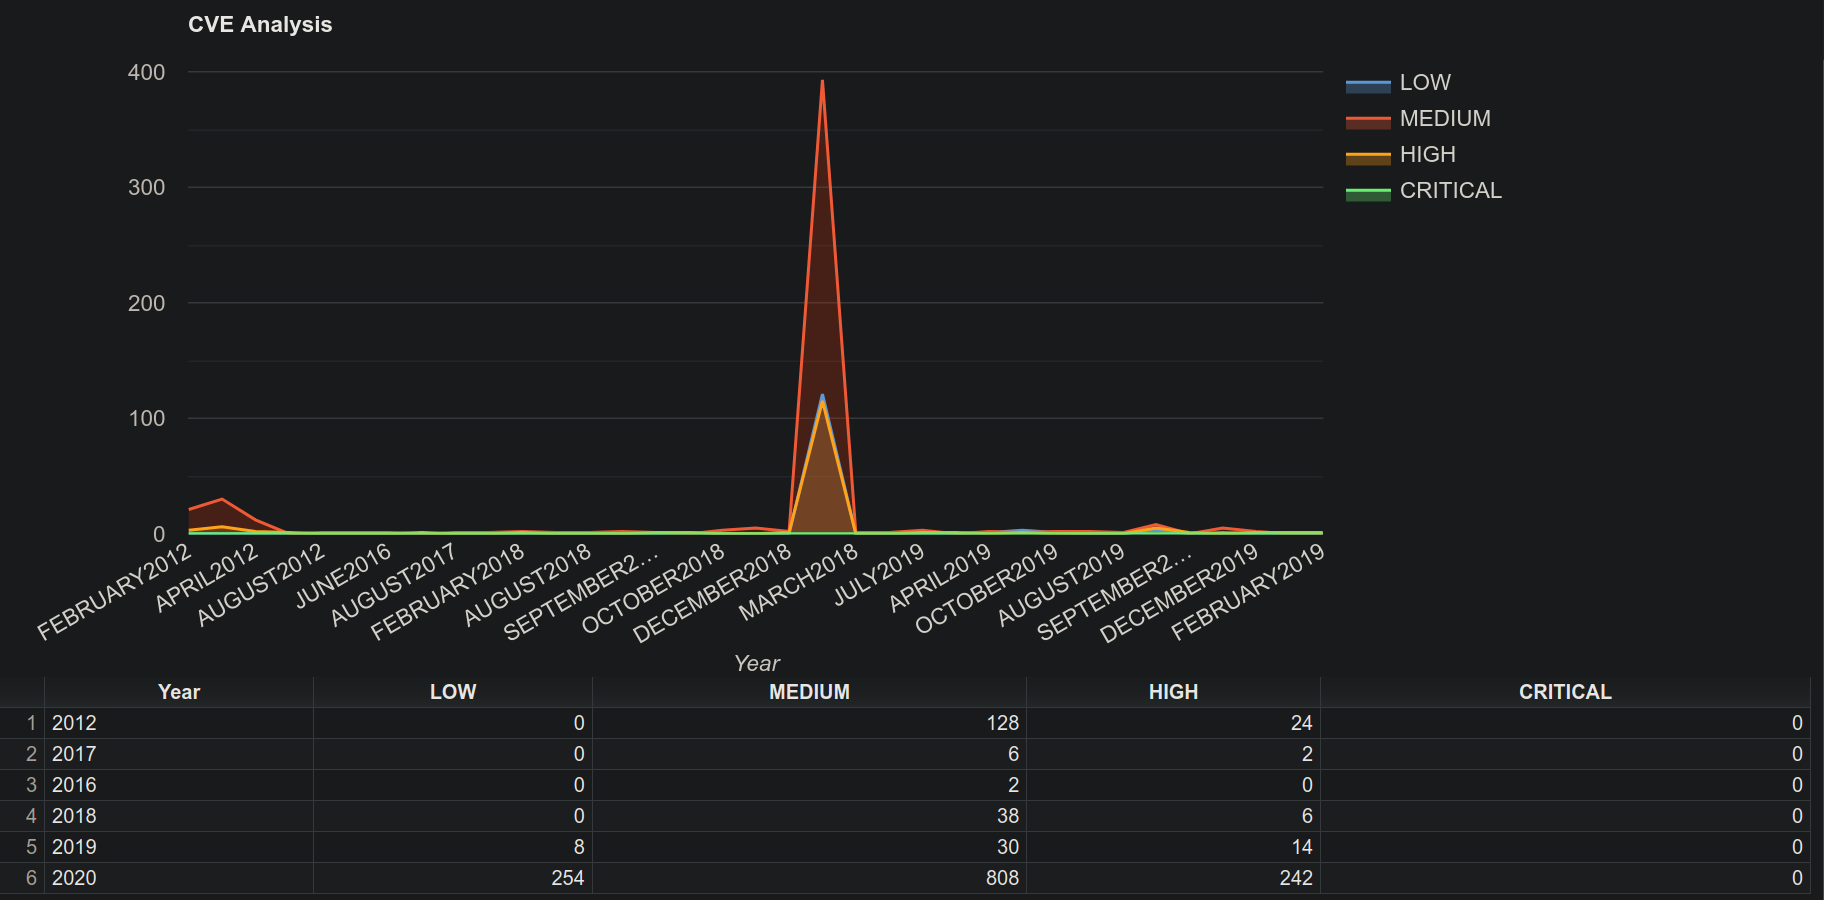 CVE Analysis
400
300
200
100
0
LOW
MEDIUM
HIGH
CRITICAL
FEBRUARY2012
APRIL2012
AUGUST2012
JUNE2016
AUGUST2017
FEBRUARY2018
AUGUST2018
SEPTEMBER2...
OCTOBER2018
DECEMBER2018
MARCH2018
JULY2019
APRIL2019
OCTOBER2019
AUGUST2019
SEPTEMBER2...
DECEMBER2019
FEBRUARY2019
Year
Year LOW MEDIUM HIGH CRITICAL
1 2012 0 128 24 0
2 2017 0 6 2 0
3 2016 0 2 0 0
4 2018 0 38 6 0
5 2019 8 30 14 0
6 2020 254 808 242 0